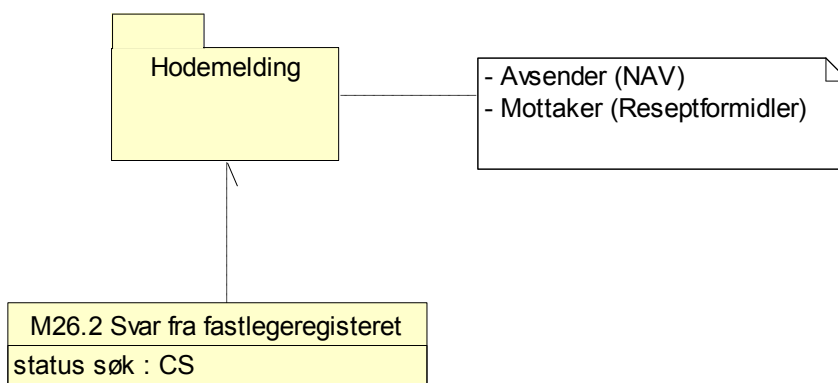 Hodemelding
- Avsender (NAV)
- Mottaker (Reseptformidler)
M26.2 Svar fra fastlegeregisteret
status søk : CS